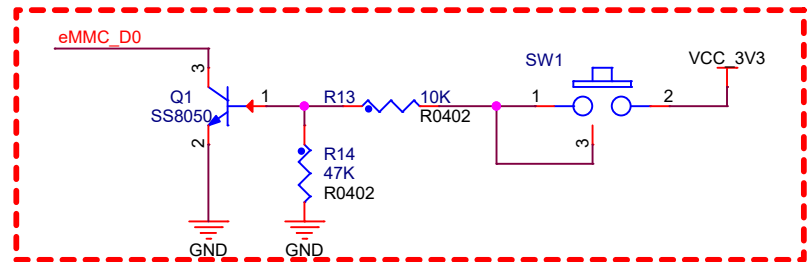 eMMC_D0
SW1
VCC_3V3
3
Q1
SS8050
1
R13
10K
R0402
1
2
2
3
R14
47K
R0402
GND
GND